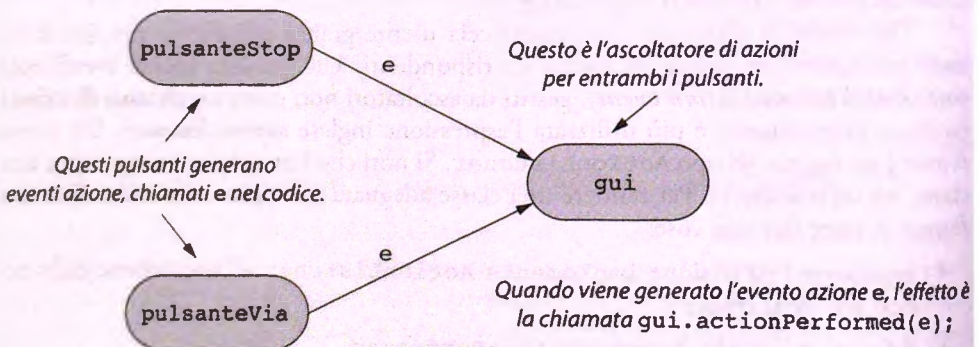 pulsanteStop
e
Questo è l'ascoltatore di azioni
per entrambi i pulsanti.
Questi pulsanti generano
eventi azione, chiamati e nel codice.
gui
e
pulsanteVia
Quando viene generato l'evento azione e, l'effetto è
la chiamata gui.actionPerformed(e);